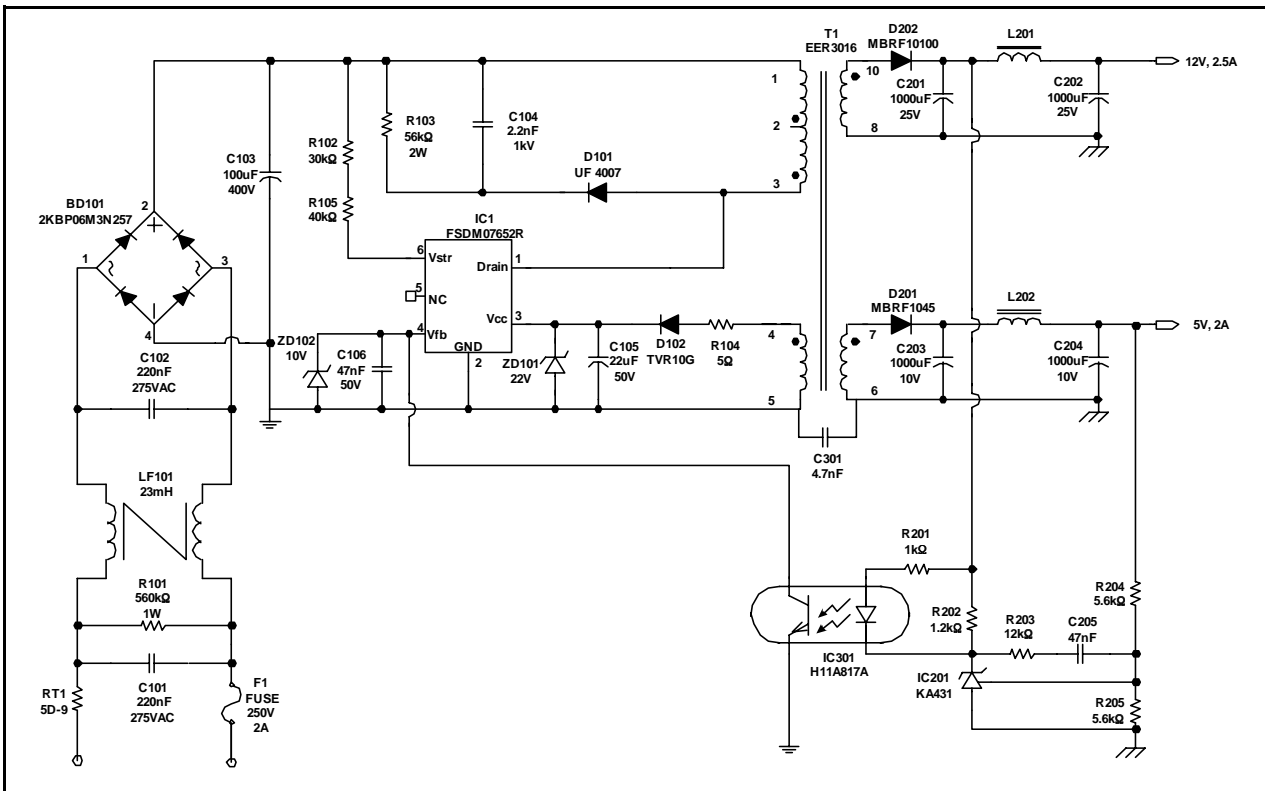 D202
MBRF10100
L201
T1
EER3016
10
12V, 2.5A
1
C201
1000uF
25V
C202
1000uF
25V
R103
56kΩ
2W
C104
2.2nF
1kV
2
8
R102
30kΩ
C103
100uF
400V
D101
UF 4007
3
R105
40kΩ
BD101
2KBP06M3N257
2
IC1
FSDM07652R
1
3
6
Vstr
Drain
1
5
NC
D201
MBRF1045
L202
4
Vfb
Vcc
3
4
7
5V, 2A
4
ZD102
10V
C106
47nF
50V
GND
2
ZD101
22V
C105
22uF
50V
D102
TVR10G
R104
5Ω
C203
1000uF
10V
C204
1000uF
10V
C102
220nF
275VAC
5
6
C301
4.7nF
LF101
23mH
R201
1kΩ
R101
560kΩ
1W
R204
5.6kΩ
R202
1.2kΩ
R203
12kΩ
C205
47nF
IC301
H11A817A
IC201
KA431
R205
5.6kΩ
RT1
5D-9
C101
220nF
275VAC
F1
FUSE
250V
2A